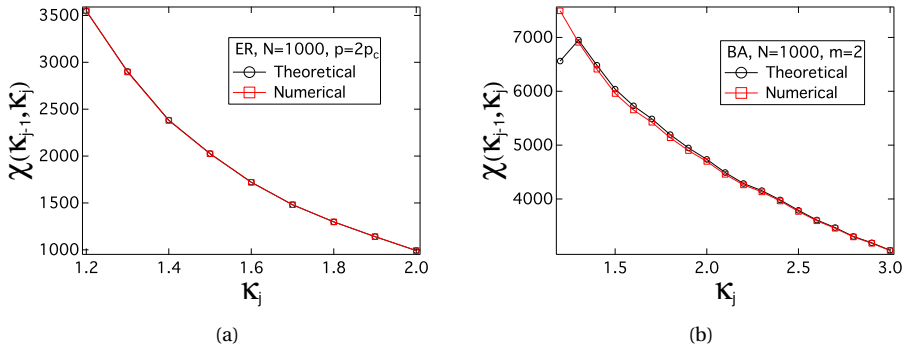 3500
3000
2500
2000
1500
1000
χ(κj-1,κj)
ER, N=1000, p=2pc
Theoretical
Numerical
1.2
1.4
1.6
1.8
2.0
κj
(a)
7000
6000
5000
4000
χ(κj-1,κj)
BA, N=1000, m=2
Theoretical
Numerical
1.5
2.0
2.5
3.0
κj
(b)